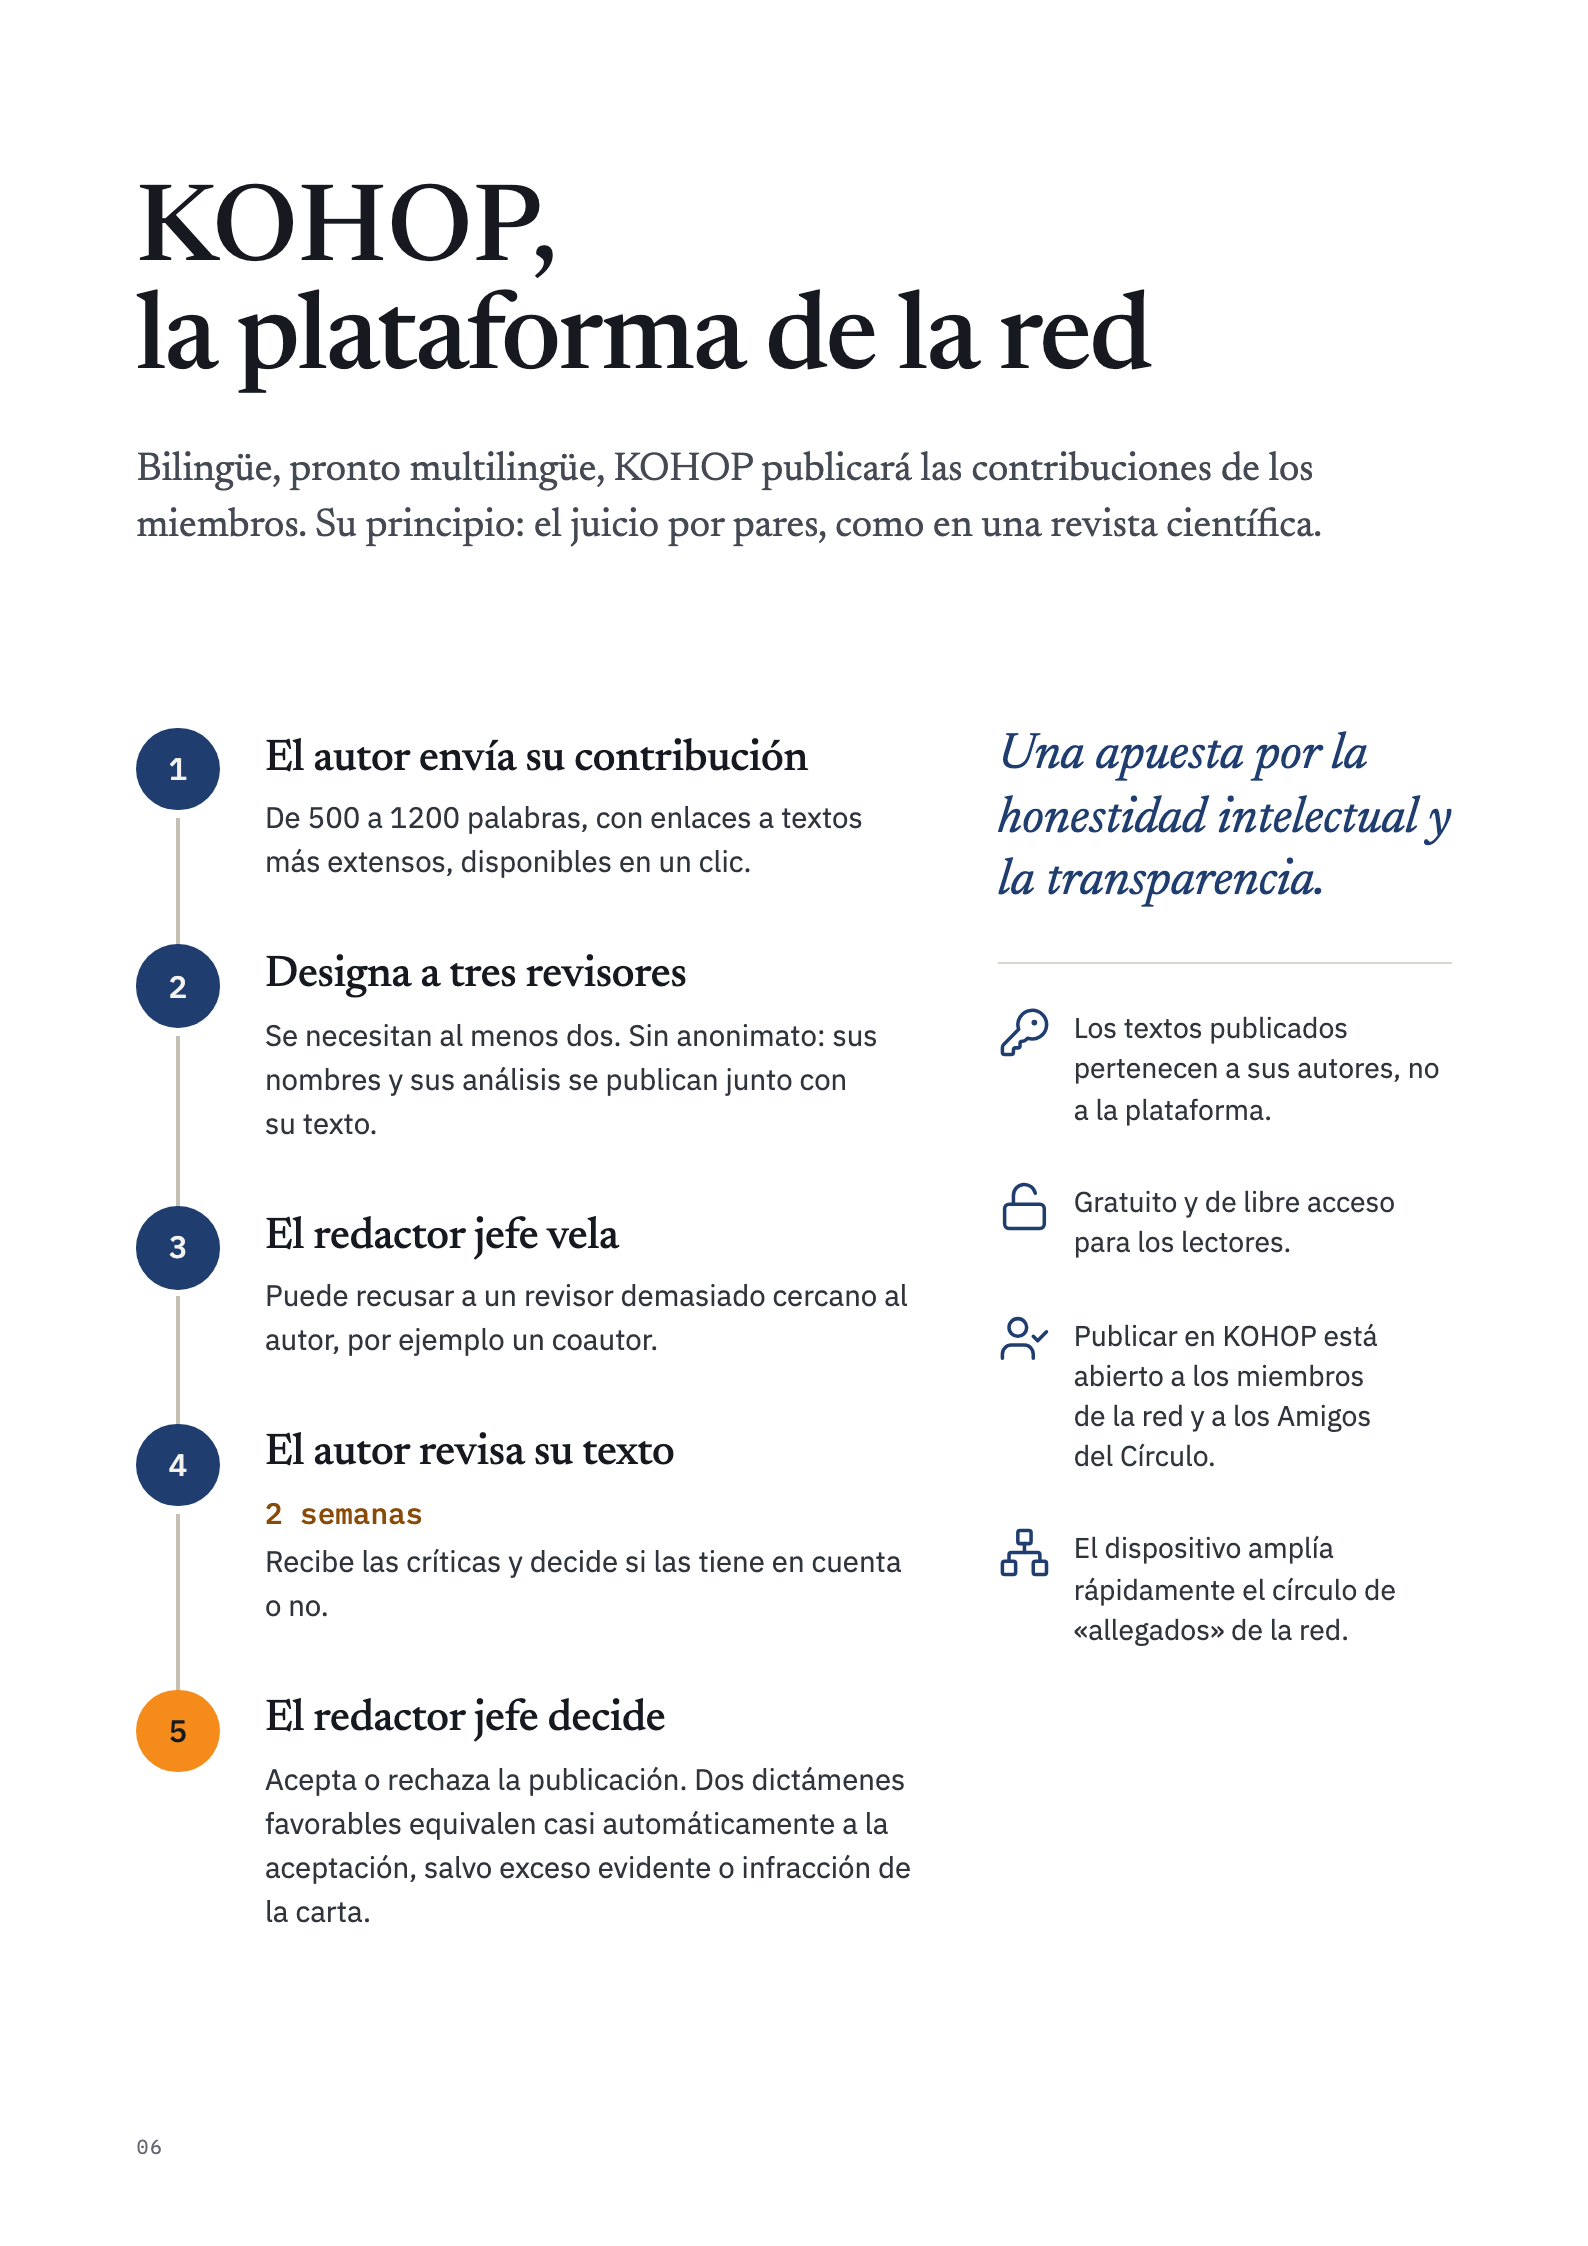 KOHOP,
la plataforma de la red
Bilingüe, pronto multilingüe, KOHOP publicará las contribuciones de los
miembros. Su principio: el juicio por pares, como en una revista científica.
1
El autor envía su contribución
De 500 a 1200 palabras, con enlaces a textos
más extensos, disponibles en un clic.
2
Designa a tres revisores
Se necesitan al menos dos. Sin anonimato: sus
nombres y sus análisis se publican junto con
su texto.
3
El redactor jefe vela
Puede recusar a un revisor demasiado cercano al
autor, por ejemplo un coautor.
4
El autor revisa su texto
2 semanas
Recibe las críticas y decide si las tiene en cuenta
o no.
5
El redactor jefe decide
Acepta o rechaza la publicación. Dos dictámenes
favorables equivalen casi automáticamente a la
aceptación, salvo exceso evidente o infracción de
la carta.
Una apuesta por la
honestidad intelectual y
la transparencia.
Los textos publicados
pertenecen a sus autores, no
a la plataforma.
Gratuito y de libre acceso
para los lectores.
Publicar en KOHOP está
abierto a los miembros
de la red y a los Amigos
del Círculo.
El dispositivo amplía
rápidamente el círculo de
«allegados» de la red.
06